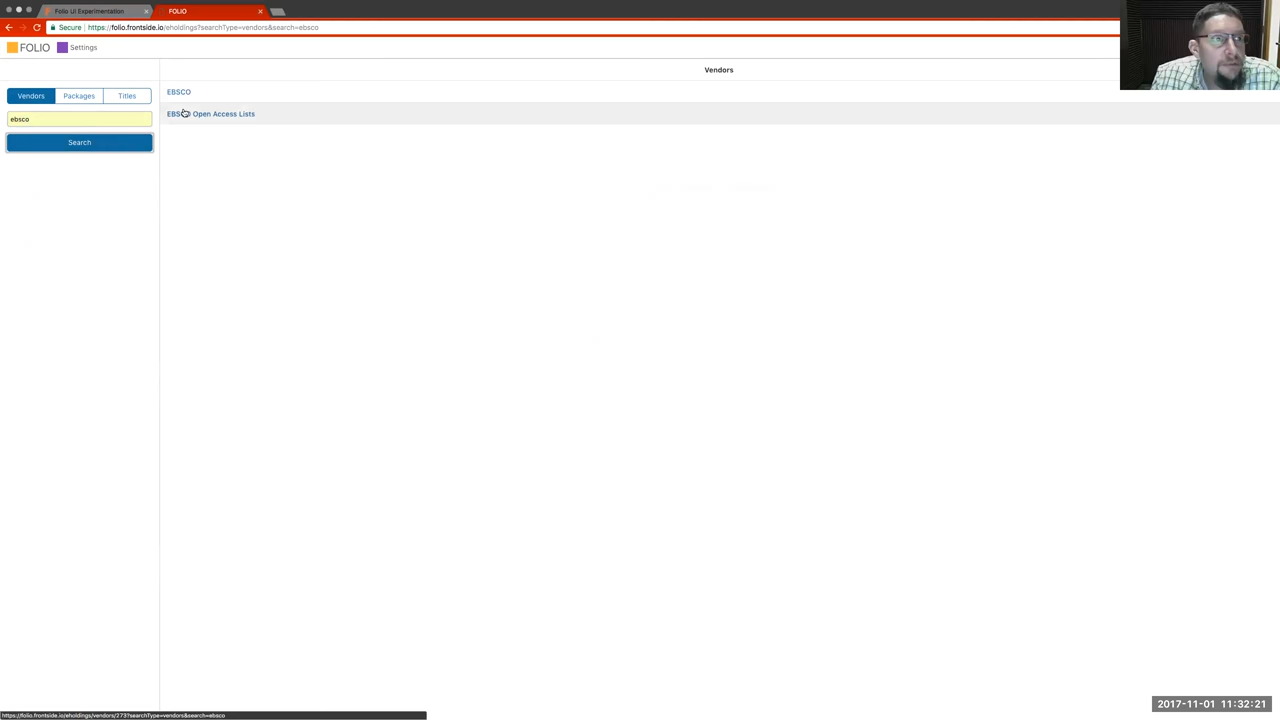 Folio UI Experimentation
FOLIO
Secure
https://folio.frontside.io/eholdings?searchType=vendors&search=ebsco
FOLIO
Settings
Vendors
Vendors
Packages
Titles
ebsco
Search
EBSCO
EBSCO Open Access Lists
https://folio.frontside.io/eholdings/vendors/273?searchType=vendors&search=ebsco
2017-11-01 11:32:21